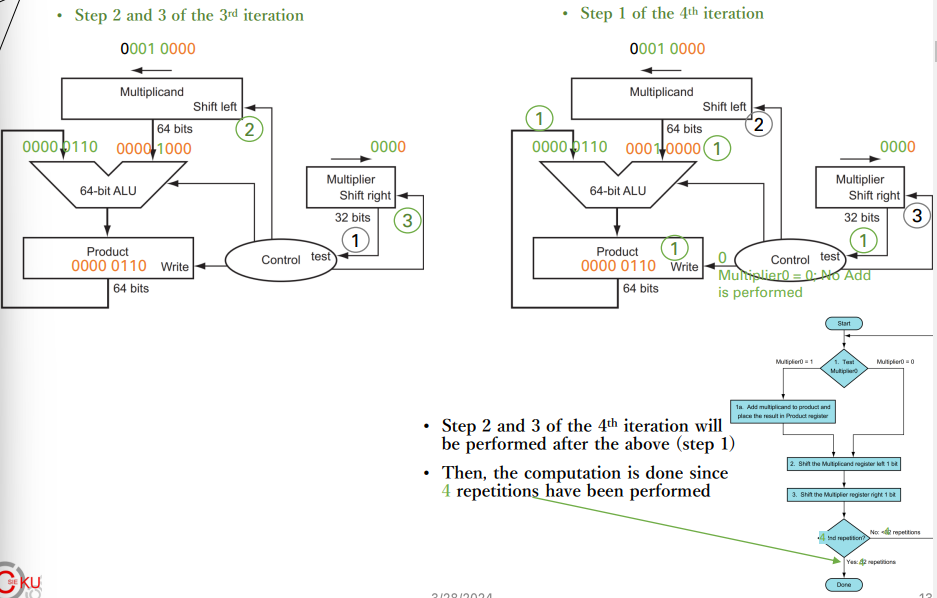 • Step 2 and 3 of the 3rd iteration
0001 0000
Multiplicand
Shift left
2
64 bits
0000 0110
0000 1000
64-bit ALU
0000
Multiplier
Shift right
32 bits
3
1
Product
0000 0110
Write
Control
test
64 bits
• Step 1 of the 4th iteration
0001 0000
Multiplicand
Shift left
1
2
64 bits
0000 0110
0001 0000
1
64-bit ALU
0000
Multiplier
Shift right
32 bits
3
1
Product
1
0000 0110
Write
0
Control
test
Multiplier0 = 0; No Add
is performed
64 bits
Start
Multiplier0 = 1
1. Test
Multiplier0
Multiplier0 = 0
1a. Add multiplicand to product and
place the result in Product register
2. Shift the Multiplicand register left 1 bit
3. Shift the Multiplier register right 1 bit
4 nd repetition?
No: < 4 2 repetitions
Yes: 4 2 repetitions
Done
• Step 2 and 3 of the 4th iteration will
be performed after the above (step 1)
• Then, the computation is done since
4 repetitions have been performed
SIE KU
3/28/2024
13